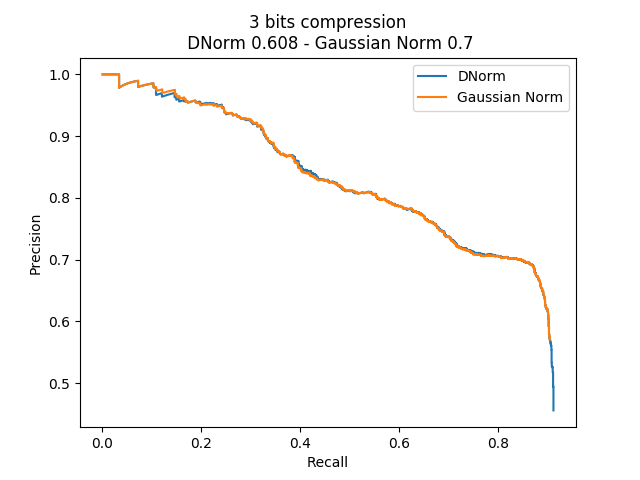 3 bits compression
DNorm 0.608 - Gaussian Norm 0.7
DNorm
Gaussian Norm
Precision
1.0
0.9
0.8
0.7
0.6
0.5
0.0 0.2 0.4 0.6 0.8
Recall